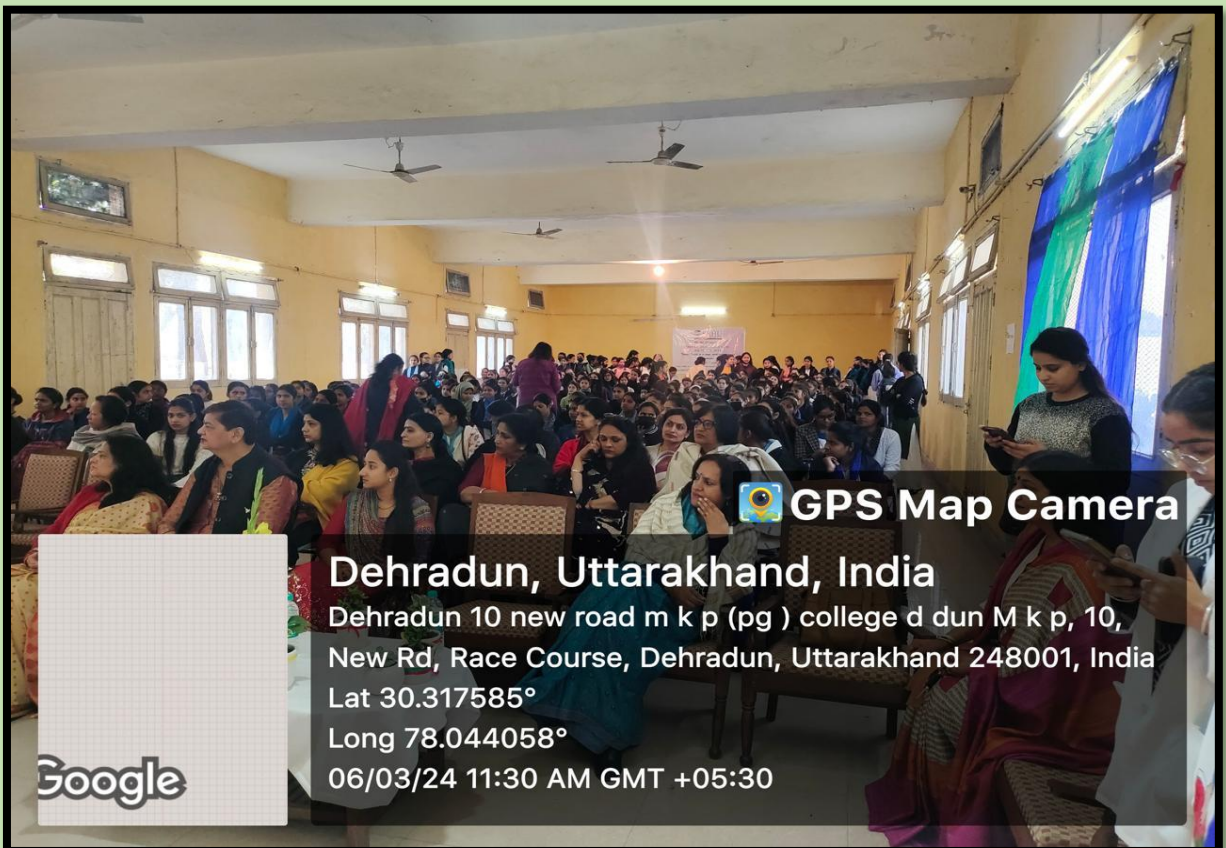 GPS Map Camera
Dehradun, Uttarakhand, India
Dehradun 10 new road m k p (pg ) college d dun M k p, 10,
New Rd, Race Course, Dehradun, Uttarakhand 248001, India
Lat 30.317585°
Long 78.044058°
06/03/24 11:30 AM GMT +05:30
Google